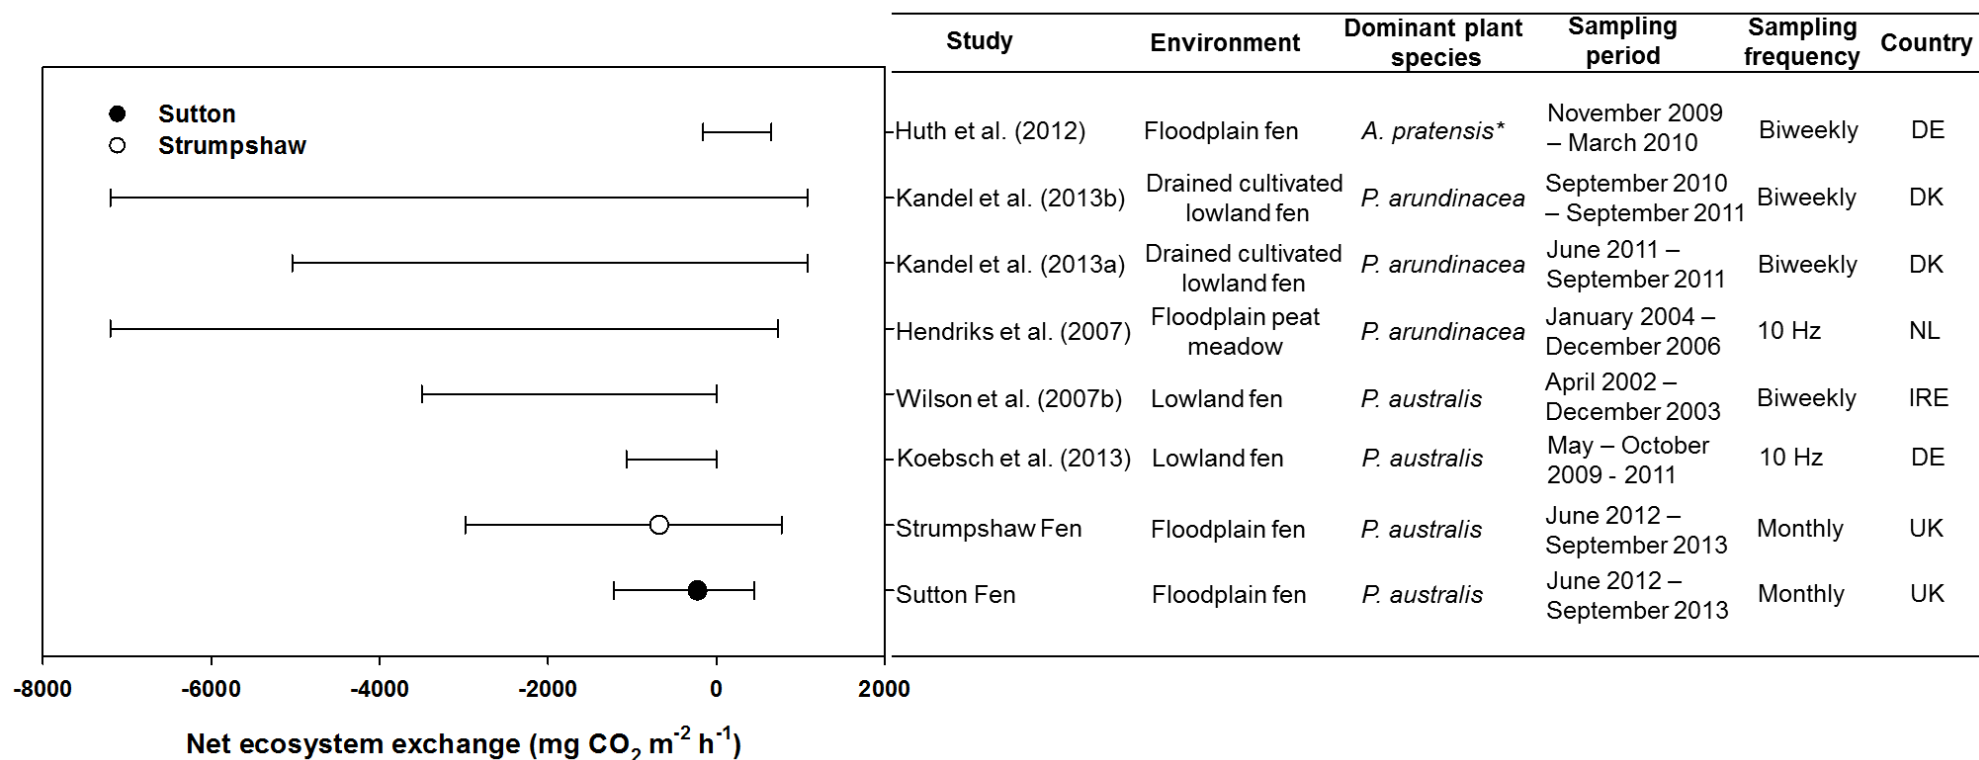 Study Environment Dominant plant species Sampling period Sampling frequency Country
Sutton
Strumpshaw
Huth et al. (2012) Floodplain fen A. pratensis* November 2009 – March 2010 Biweekly DE
Kandel et al. (2013b) Drained cultivated lowland fen P. arundinacea September 2010 – September 2011 Biweekly DK
Kandel et al. (2013a) Drained cultivated lowland fen P. arundinacea June 2011 – September 2011 Biweekly DK
Hendriks et al. (2007) Floodplain peat meadow P. arundinacea January 2004 – December 2006 10 Hz NL
Wilson et al. (2007b) Lowland fen P. australis April 2002 – December 2003 Biweekly IRE
Koebsch et al. (2013) Lowland fen P. australis May – October 2009 - 2011 10 Hz DE
Strumpshaw Fen Floodplain fen P. australis June 2012 – September 2013 Monthly UK
Sutton Fen Floodplain fen P. australis June 2012 – September 2013 Monthly UK
-8000 -6000 -4000 -2000 0 2000
Net ecosystem exchange (mg CO2 m-2 h-1)